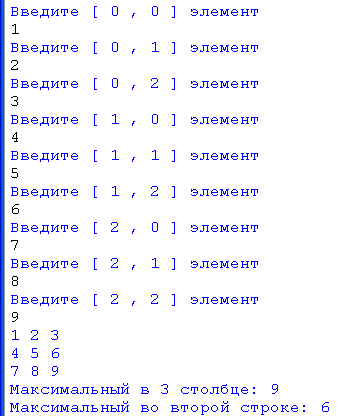 Введите [ 0 , 0 ] элемент
1
Введите [ 0 , 1 ] элемент
2
Введите [ 0 , 2 ] элемент
3
Введите [ 1 , 0 ] элемент
4
Введите [ 1 , 1 ] элемент
5
Введите [ 1 , 2 ] элемент
6
Введите [ 2 , 0 ] элемент
7
Введите [ 2 , 1 ] элемент
8
Введите [ 2 , 2 ] элемент
9
1 2 3
4 5 6
7 8 9
Максимальный в 3 столбце: 9
Максимальный во второй строке: 6